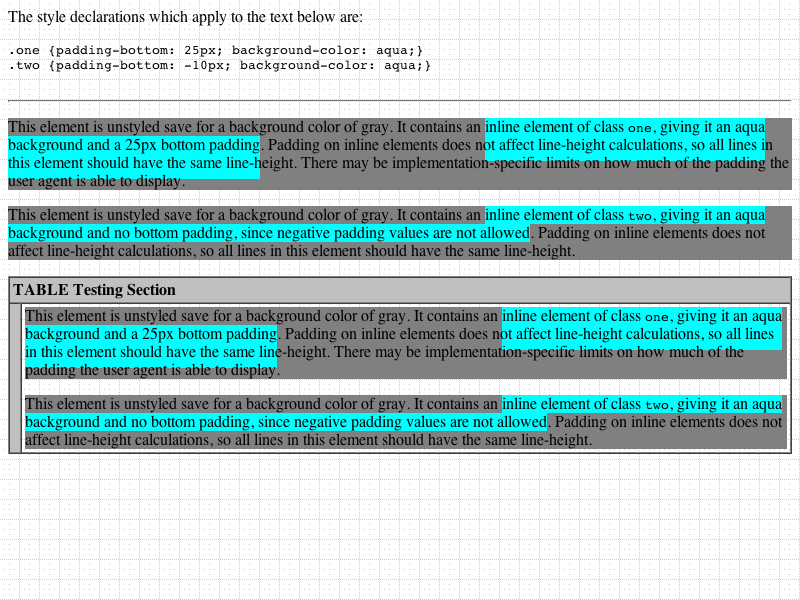 The style declarations which apply to the text below are:
.one {padding-bottom: 25px; background-color: aqua;}
.two {padding-bottom: -10px; background-color: aqua;}
This element is unstyled save for a background color of gray. It contains an inline element of class one, giving it an aqua
background and a 25px bottom padding. Padding on inline elements does not affect line-height calculations, so all lines in
this element should have the same line-height. There may be implementation-specific limits on how much of the padding the
user agent is able to display.
This element is unstyled save for a background color of gray. It contains an inline element of class two, giving it an aqua
background and no bottom padding, since negative padding values are not allowed. Padding on inline elements does not
affect line-height calculations, so all lines in this element should have the same line-height.
TABLE Testing Section
This element is unstyled save for a background color of gray. It contains an inline element of class one, giving it an aqua
background and a 25px bottom padding. Padding on inline elements does not affect line-height calculations, so all lines
in this element should have the same line-height. There may be implementation-specific limits on how much of the
padding the user agent is able to display.
This element is unstyled save for a background color of gray. It contains an inline element of class two, giving it an aqua
background and no bottom padding, since negative padding values are not allowed. Padding on inline elements does not
affect line-height calculations, so all lines in this element should have the same line-height.